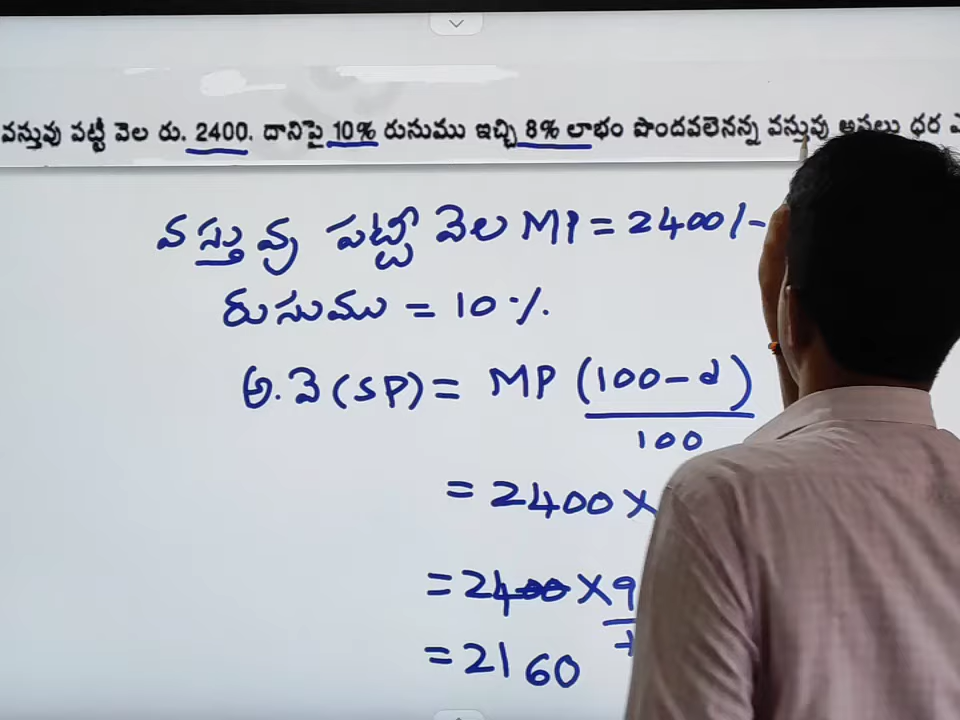 వస్తువు పట్టీ వెల రు. 2400. దానిపై 10% రుసుము ఇచ్చి 8% లాభం పొందవలెనన్న వస్తువు అసలు ధర
వస్తువు పట్టీ వెల MP = 2400/-
రుసుము = 10 %
అ.వె (SP) = MP (100-d)
100
= 2400 ×
= 2400 × 9
= 2160